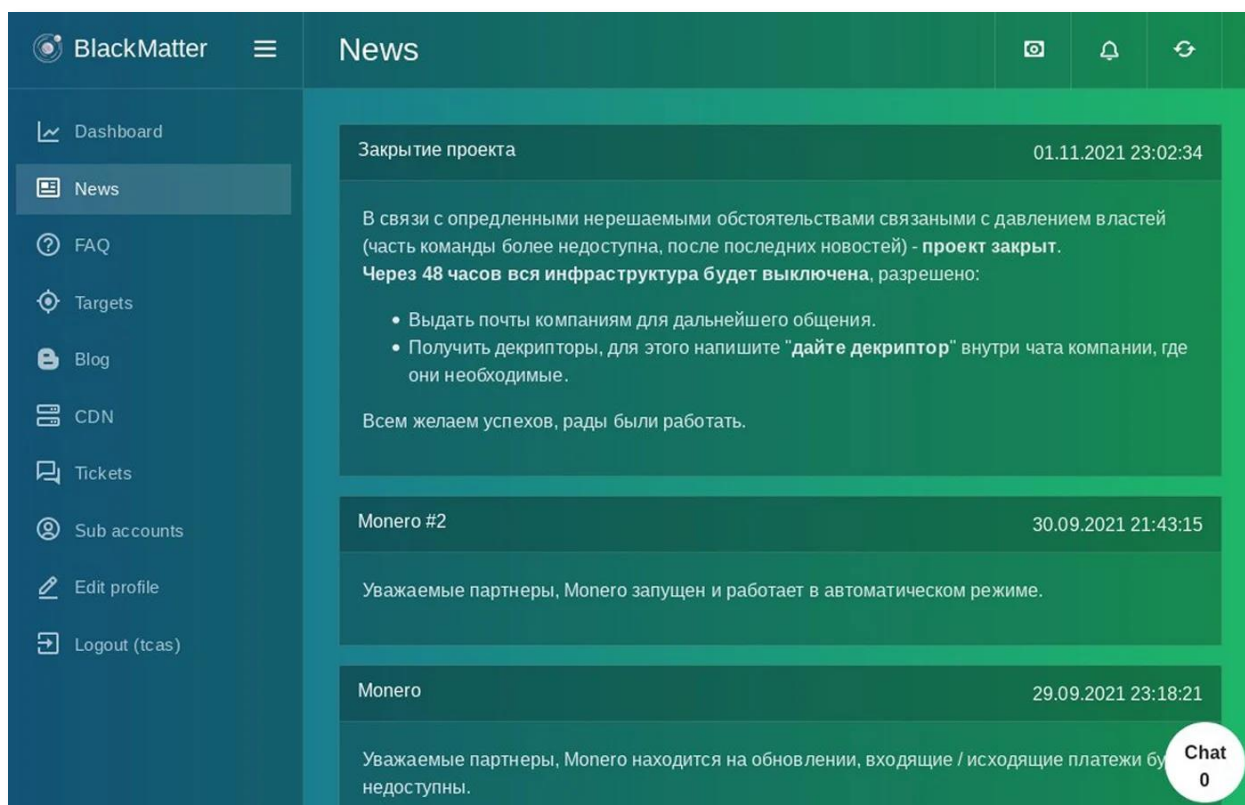 BlackMatter
News
Dashboard
News
FAQ
Targets
Blog
CDN
Tickets
Sub accounts
Edit profile
Logout (tcas)
Закрытие проекта
01.11.2021 23:02:34
В связи с опредленными нерешаемыми обстоятельствами связаными с давлением властей
(часть команды более недоступна, после последних новостей) - проект закрыт.
Через 48 часов вся инфраструктура будет выключена, разрешено:
• Выдать почты компаниям для дальнейшего общения.
• Получить декрипторы, для этого напишите "дайте декриптор" внутри чата компании, где
они необходимые.
Всем желаем успехов, рады были работать.
Monero #2
30.09.2021 21:43:15
Уважаемые партнеры, Monero запущен и работает в автоматическом режиме.
Monero
29.09.2021 23:18:21
Уважаемые партнеры, Monero находится на обновлении, входящие / исходящие платежи
недоступны.
Chat
0